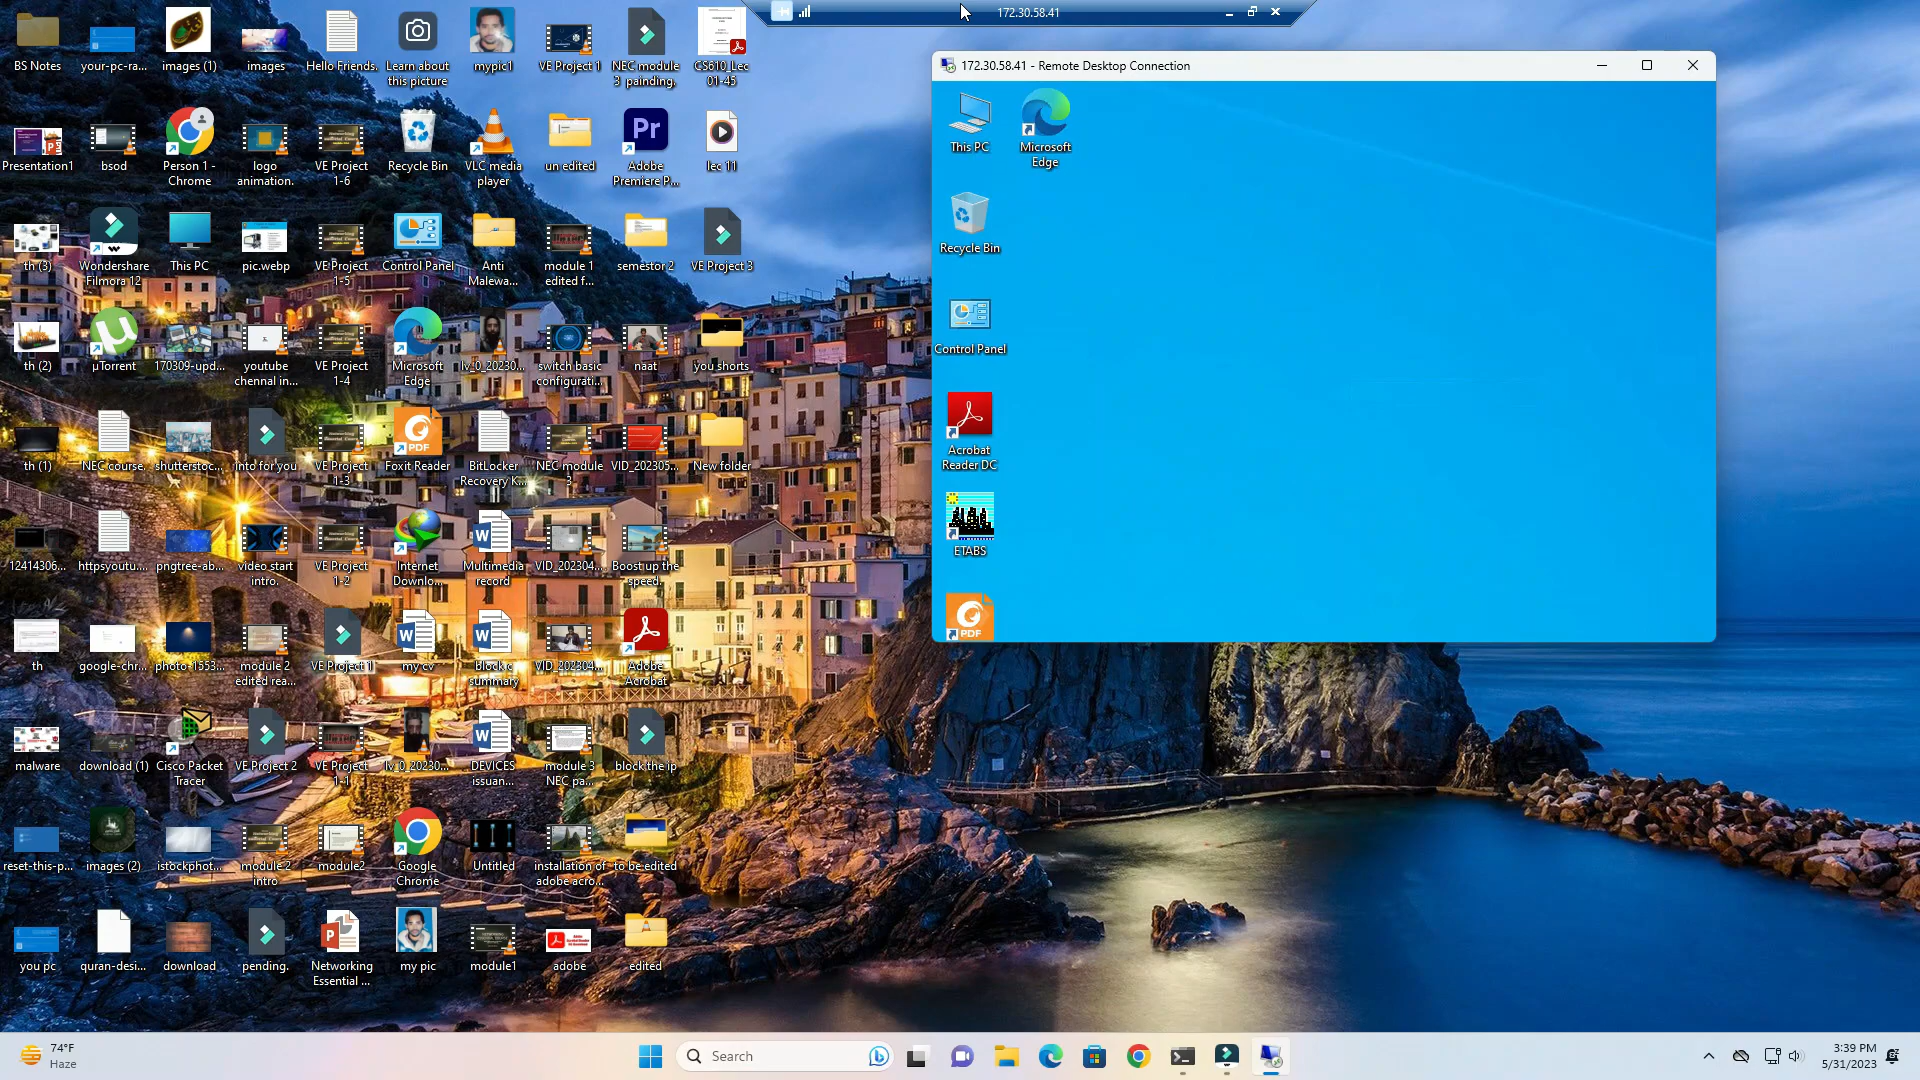 172.30.58.41
172.30.58.41 - Remote Desktop Connection
BS Notes
your-pc-ra...
images (1)
images
Hello Friends.
Learn about
this picture
mypic1
VE Project 1
NEC module
3 painding.
CS610_Lec
01-45
Presentation1
bsod
Person 1 -
Chrome
logo
animation.
VE Project
1-6
Recycle Bin
VLC media
player
un edited
Adobe
Premiere P...
lec 11
th (3)
Wondershare
Filmora 12
This PC
pic.webp
VE Project
1-5
Control Panel
Anti
Malewa...
module 1
edited f...
semestor 2
VE Project 3
th (2)
µTorrent
170309-upd...
youtube
chennal in...
VE Project
1-4
Microsoft
Edge
lv_0_20230...
switch basic
configurati...
naat
you shorts
th (1)
NEC course.
shutterstoc...
into for you
VE Project
1-3
Foxit Reader
BitLocker
Recovery K...
NEC module
3
VID_202305...
New folder
12414306...
httpsyoutu....
pngtree-ab...
video start
intro.
VE Project
1-2
Internet
Downlo...
Multimedia
record
VID_202304...
Boost up the
speed.
th
google-chr...
photo-1553...
module 2
edited rea...
VE Project 1
my cv
Block c
summary
VID_202304...
Adobe
Acrobat
malware
download (1)
Cisco Packet
Tracer
VE Project 2
VE Project
1-1
lv_0_20230...
DEVICES
issuan...
module 3
NEC pa...
block the ip
reset-this-p...
images (2)
istockphot...
module 2
intro
module2
Google
Chrome
Untitled
installation of
adobe acro...
to be edited
you pc
quran-desi...
download
pending.
Networking
Essential ...
my pic
module1
adobe
edited
This PC
Microsoft
Edge
Recycle Bin
Control Panel
Acrobat
Reader DC
ETABS
PDF
74°F
Haze
Search
3:39 PM
5/31/2023